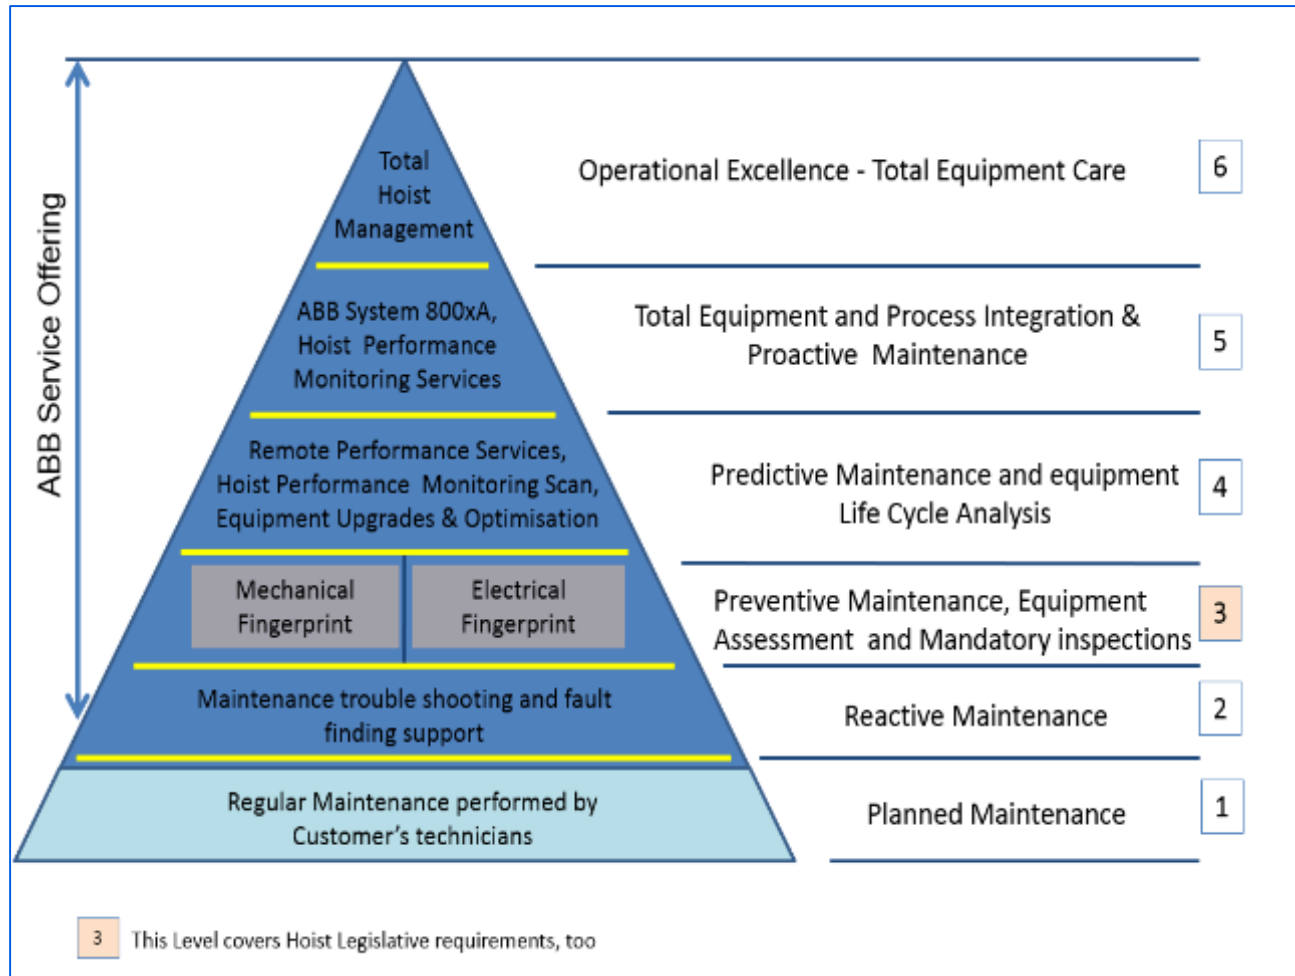 ABB Service Offering
Total
Hoist
Management
Operational Excellence - Total Equipment Care
6
ABB System 800xA,
Hoist Performance
Monitoring Services
Total Equipment and Process Integration &
Proactive Maintenance
5
Remote Performance Services,
Hoist Performance Monitoring Scan,
Equipment Upgrades & Optimisation
Predictive Maintenance and equipment
Life Cycle Analysis
4
Mechanical
Fingerprint
Electrical
Fingerprint
Preventive Maintenance, Equipment
Assessment and Mandatory inspections
3
Maintenance trouble shooting and fault
finding support
Reactive Maintenance
2
Regular Maintenance performed by
Customer's technicians
Planned Maintenance
1
3 This Level covers Hoist Legislative requirements, too